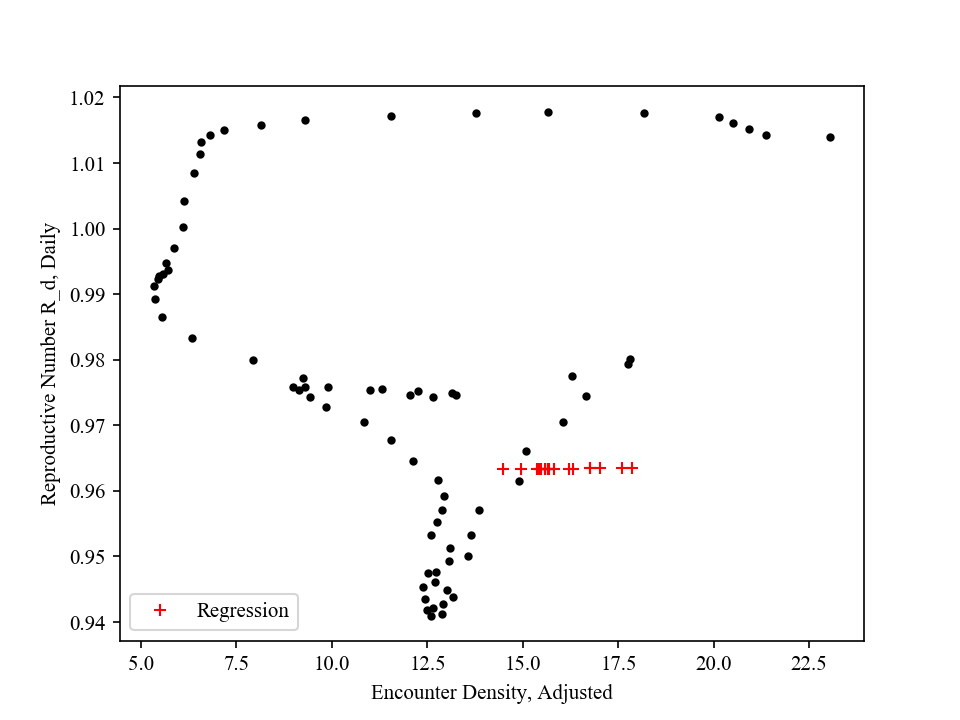 1.02
1.01
1.00
0.99
0.98
0.97
0.96
0.95
0.94
Reproductive Number R_d, Daily
Regression
5.0 7.5 10.0 12.5 15.0 17.5 20.0 22.5
Encounter Density, Adjusted